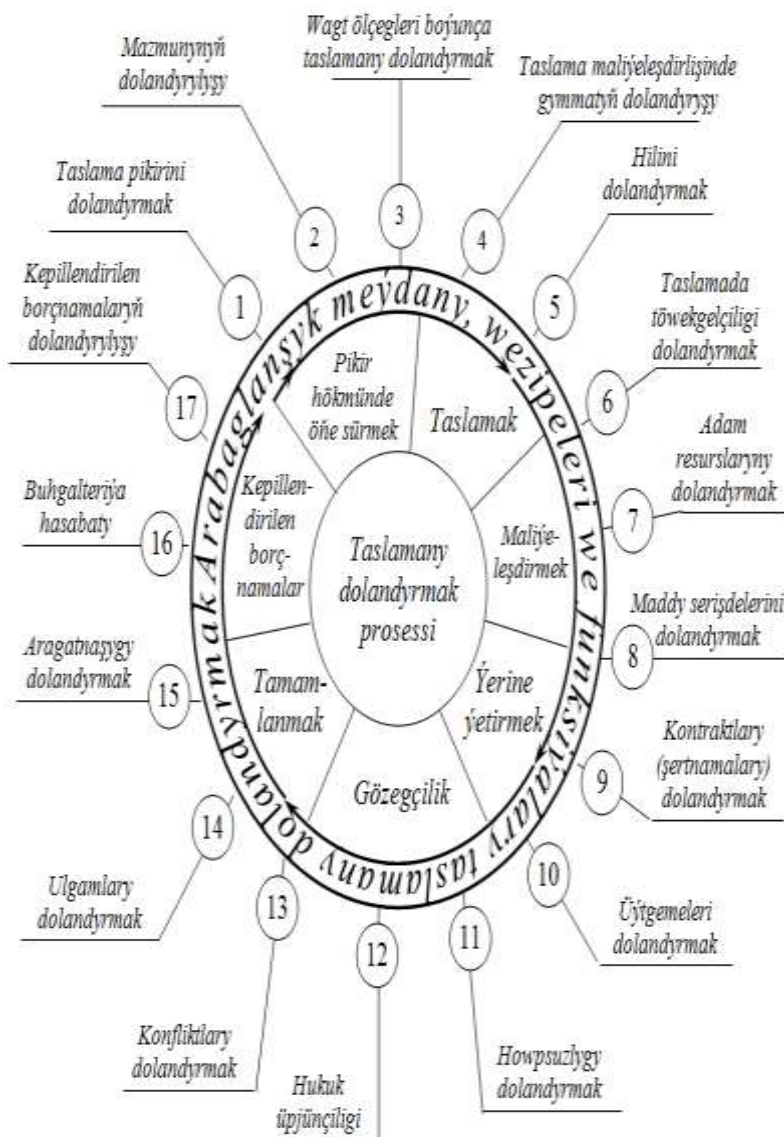 Mazmunynyň
dolandyrylyşy
Wagt ölçegleri boýunça
taslamany dolandyrmak
Taslama maliýeleşdirlişinde
gymmatyň dolandyryşy
Taslama pikirini
dolandyrmak
Hilini
dolandyrmak
Kepillendirilen
borçnamalaryň
dolandyrylyşy
Taslamada
töwekgelçiligi
dolandyrmak
Adam
resurslaryny
dolandyrmak
Buhgalteriýa
hasabaty
Maddy serişdelerini
dolandyrmak
Aragatnaşygy
dolandyrmak
Kontraktlary
(şertnamalary)
dolandyrmak
Ulgamlary
dolandyrmak
Üýtgemeleri
dolandyrmak
Konfliktlary
dolandyrmak
Hukuk
üpjünçiligi
Howpsuzlygy
dolandyrmak
1
2
3
4
5
6
7
8
9
10
11
12
13
14
15
16
17
Arabaglanşyk meýdany, wezipeleri we funksiýalary taslamany dolandyrmak
Pikir
hökmünde
öňe sürmek
Taslamak
Maliýe-
leşdirmek
Ýerine
ýetirmek
Gözegçilik
Tamam-
lanmak
Kepillen-
dirilen
borç-
namalar
Taslamany
dolandyrmak
prosessi